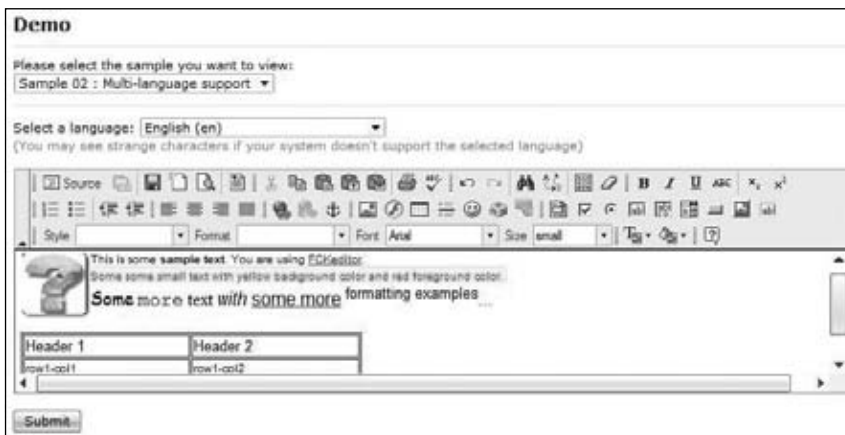 Demo
Please select the sample you want to view:
Sample 02 : Multi-language support
Select a language: English (en)
(You may see strange characters if your system doesn't support the selected language)
Source B I U ABC x₂ x²
Style Format Font Arial Size small
This is some sample text. You are using FCKeditor.
Some some small text with yellow background color and red foreground color.
Some more text with some more formatting examples...
Header 1 Header 2
row1-col1 row1-col2
Submit